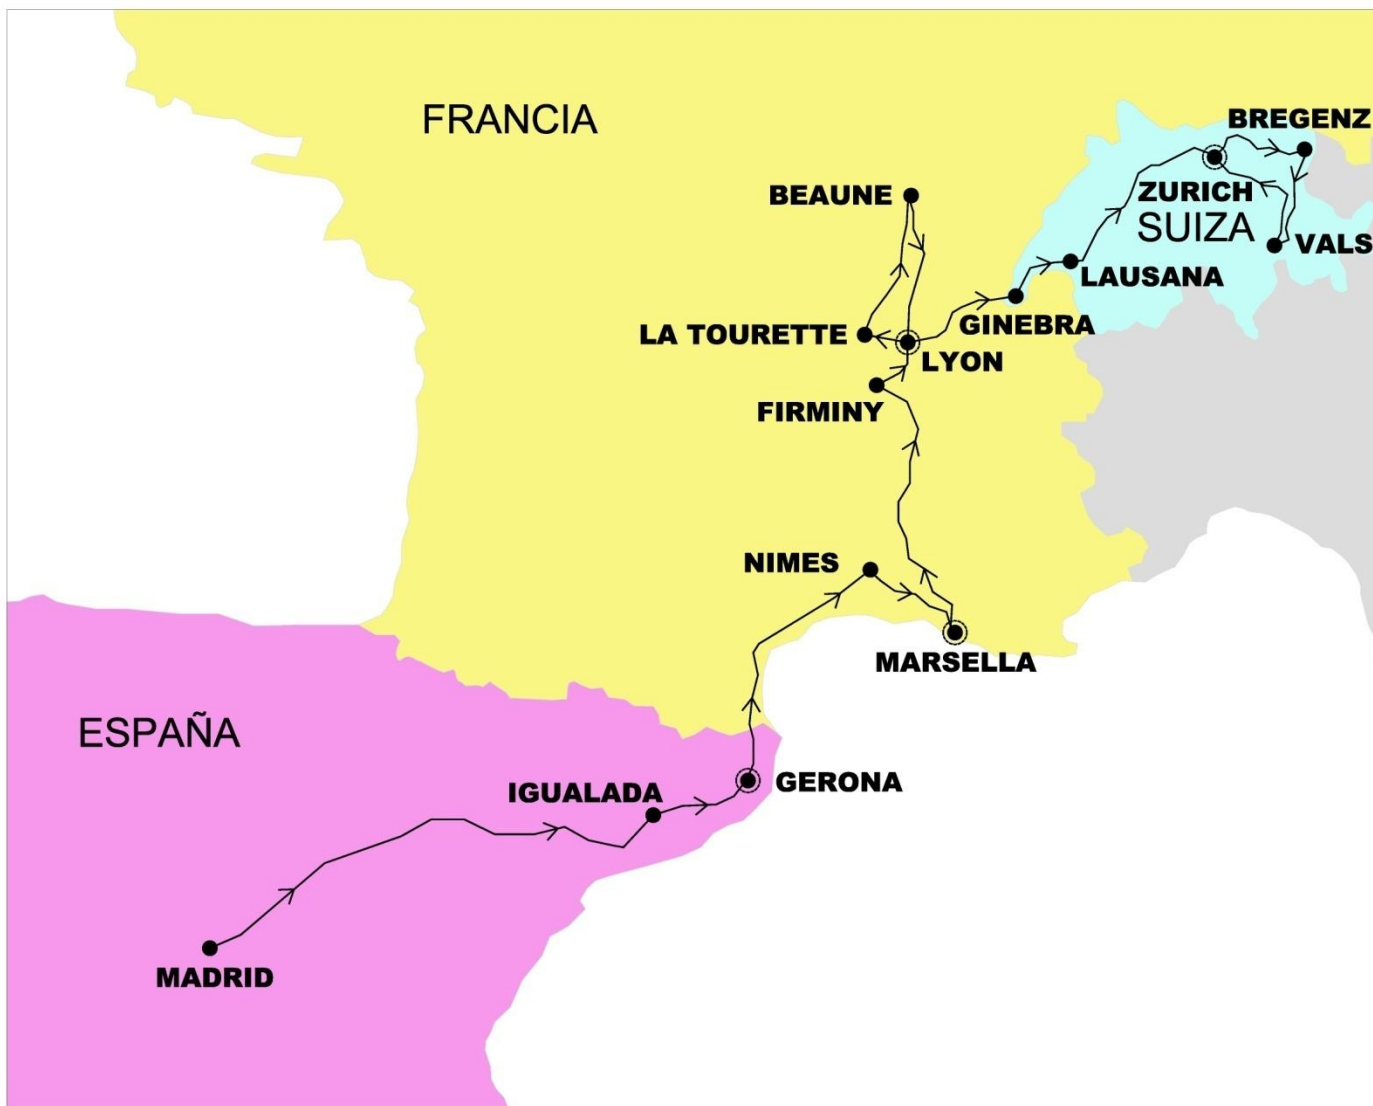 FRANCIA
BREGENZ
BEAUNE
ZURICH
SUIZA
VALS
LAUSANA
GINEBRA
LA TOURETTE
LYON
FIRMINY
NIMES
MARSELLA
ESPAÑA
IGUALADA
GERONA
MADRID